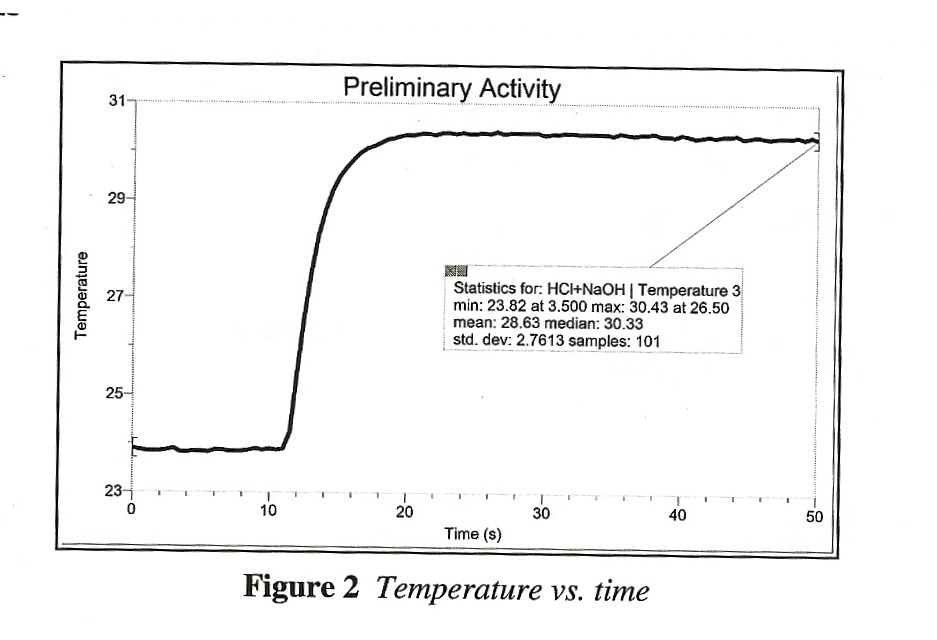 Preliminary Activity
31
29
27
25
23
Temperature
Statistics for: HCl+NaOH | Temperature 3
min: 23.82 at 3.500 max: 30.43 at 26.50
mean: 28.63 median: 30.33
std. dev: 2.7613 samples: 101
0 10 20 30 40 50
Time (s)
Figure 2 Temperature vs. time